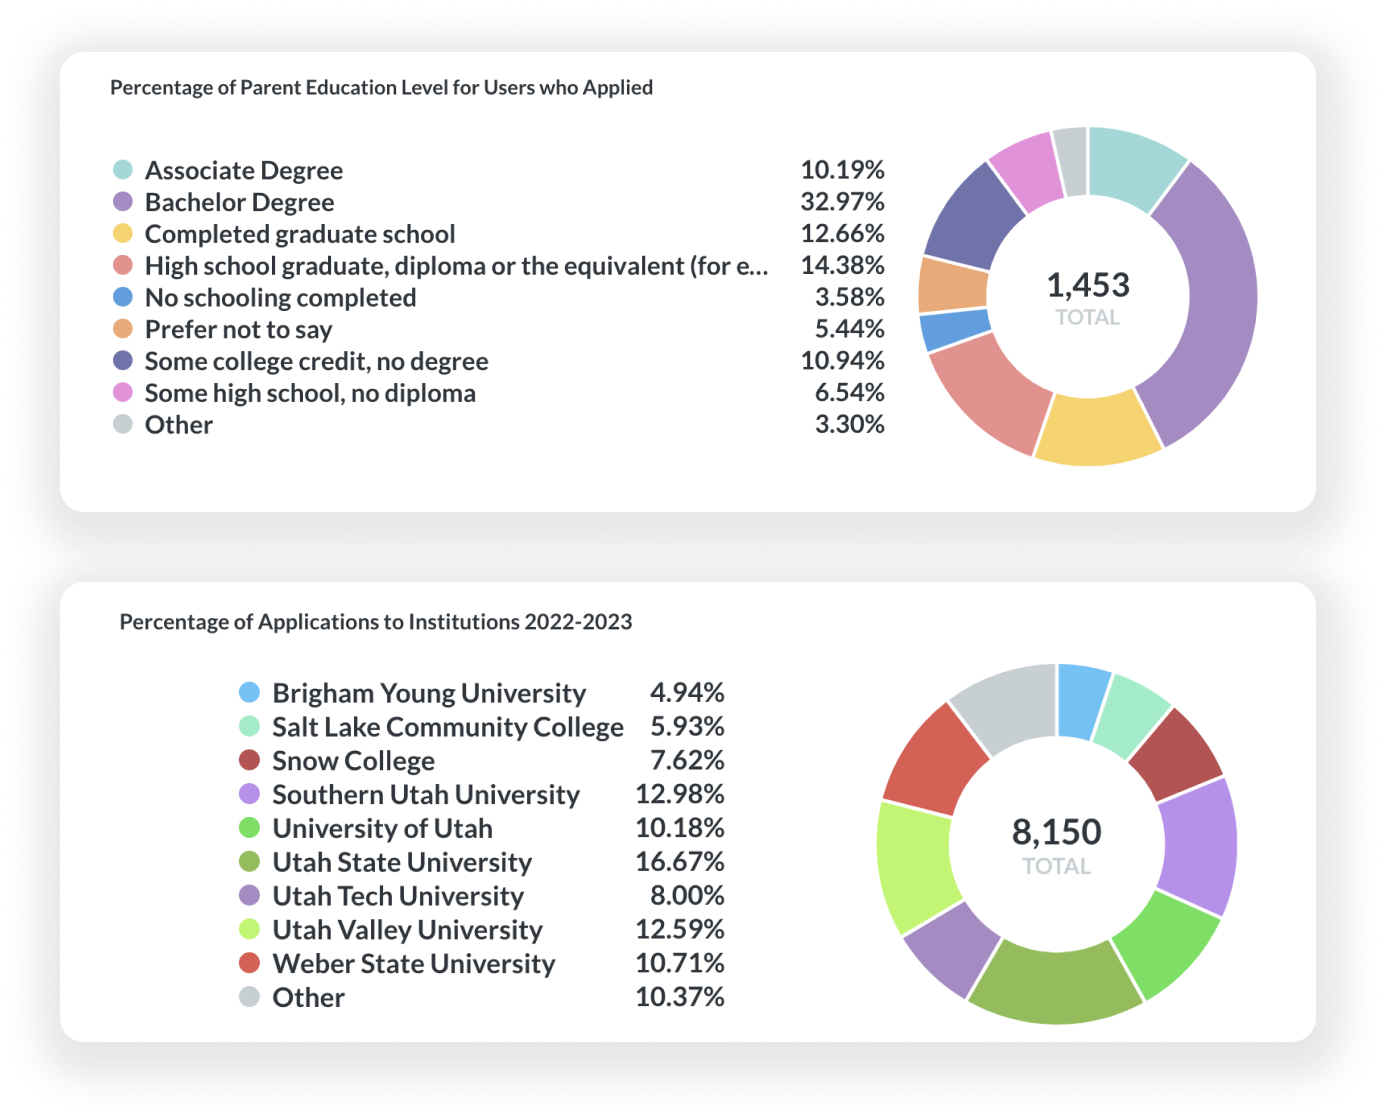 Percentage of Parent Education Level for Users who Applied
Associate Degree 10.19%
Bachelor Degree 32.97%
Completed graduate school 12.66%
High school graduate, diploma or the equivalent (for e... 14.38%
No schooling completed 3.58%
Prefer not to say 5.44%
Some college credit, no degree 10.94%
Some high school, no diploma 6.54%
Other 3.30%
1,453
TOTAL
Percentage of Applications to Institutions 2022-2023
Brigham Young University 4.94%
Salt Lake Community College 5.93%
Snow College 7.62%
Southern Utah University 12.98%
University of Utah 10.18%
Utah State University 16.67%
Utah Tech University 8.00%
Utah Valley University 12.59%
Weber State University 10.71%
Other 10.37%
8,150
TOTAL